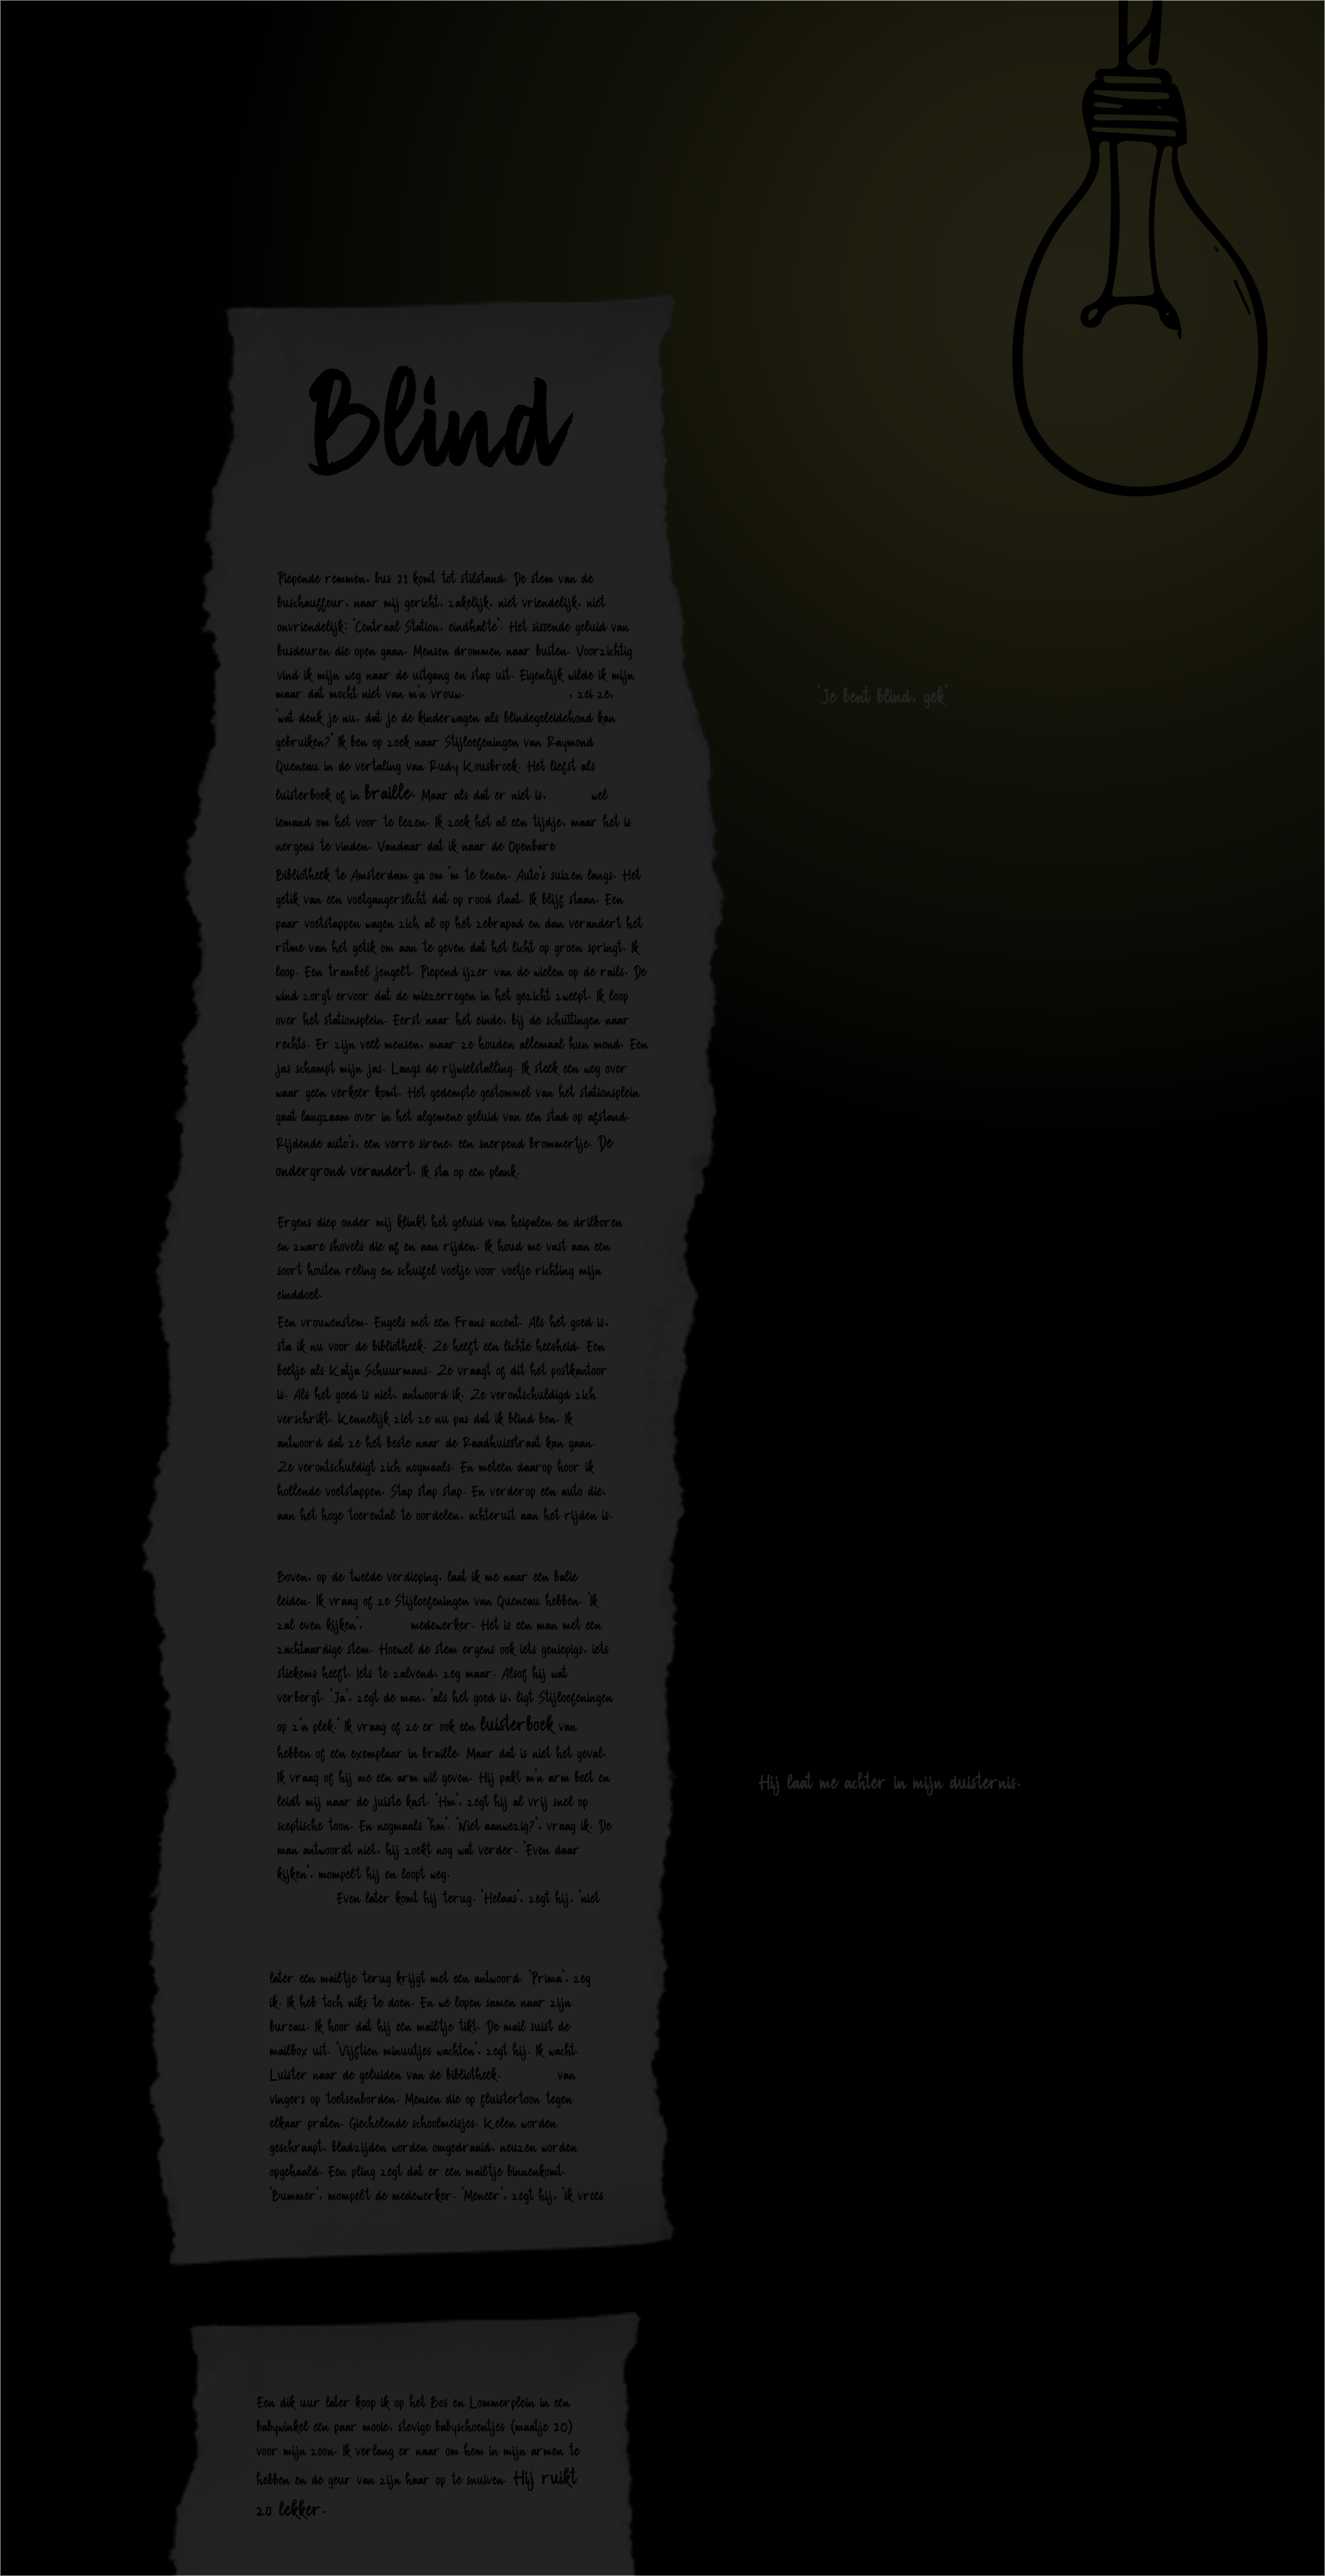 Blind
Piepende remmen, bus 21 komt tot stilstand. De stem van de
buschauffeur, naar mij gericht, zakelijk, niet vriendelijk, niet
onvriendelijk: 'Centraal Station, eindhalte'. Het sissende geluid van
busdeuren die open gaan. Mensen drommen naar buiten. Voorzichtig
vind ik mijn weg naar de uitgang en stap uit. Eigenlijk wilde ik mijn
maar dat mocht niet van m'n vrouw. , zei ze,
'Je bent blind, gek'
'wat denk je nu, dat je de kinderwagen als blindegeleidehond kan
gebruiken?' Ik ben op zoek naar Stijloefeningen van Raymond
Queneau in de vertaling van Rudy Kousbroek. Het liefst als
luisterboek of in braille. Maar als dat er niet is, wel
iemand om het voor te lezen. Ik zoek het al een tijdje, maar het is
nergens te vinden. Vandaar dat ik naar de Openbare
Bibliotheek te Amsterdam ga om 'm te lenen. Auto's suizen langs. Het
getik van een voetgangerslicht dat op rood staat. Ik blijf staan. Een
paar voetstappen wagen zich al op het zebrapad en dan verandert het
ritme van het getik om aan te geven dat het licht op groen springt. Ik
loop. Een trambel jengelt. Piepend ijzer van de wielen op de rails. De
wind zorgt ervoor dat de miezerregen in het gezicht zweept. Ik loop
over het stationsplein. Eerst naar het einde, bij de schuttingen naar
rechts. Er zijn veel mensen, maar ze houden allemaal hun mond. Een
jas schampt mijn jas. Langs de rijwielstalling. Ik steek een weg over
waar geen verkeer komt. Het gedempte gestommel van het stationsplein
gaat langzaam over in het algemene geluid van een stad op afstand.
Rijdende auto's, een verre sirene, een snerpend brommertje. De
ondergrond verandert. Ik sta op een plank.
Ergens diep onder mij klinkt het geluid van heipalen en drilboren
en zware shovels die af en aan rijden. Ik houd me vast aan een
soort houten reling en schuifel voetje voor voetje richting mijn
einddoel.
Een vrouwenstem. Engels met een Frans accent. Als het goed is,
sta ik nu voor de bibliotheek. Ze heeft een lichte heesheid. Een
beetje als Katja Schuurmans. Ze vraagt of dit het postkantoor
is. Als het goed is niet, antwoord ik. Ze verontschuldigd zich
verschrikt. Kennelijk ziet ze nu pas dat ik blind ben. Ik
antwoord dat ze het beste naar de Raadhuisstraat kan gaan.
Ze verontschuldigt zich nogmaals. En meteen daarop hoor ik
hollende voetstappen. Stap stap stap. En verderop een auto die,
aan het hoge toerental te oordelen, achteruit aan het rijden is.
Boven, op de tweede verdieping, laat ik me naar een balie
leiden. Ik vraag of ze Stijloefeningen van Queneau hebben. 'Ik
zal even kijken', medewerker. Het is een man met een
zachtaardige stem. Hoewel de stem ergens ook iets geniepigs, iets
stiekems heeft. Iets te zalvend, zeg maar. Alsof hij wat
verbergt. 'Ja', zegt de man, 'als het goed is, ligt Stijloefeningen
op z'n plek.' Ik vraag of ze er ook een luisterboek van
hebben of een exemplaar in braille. Maar dat is niet het geval.
Ik vraag of hij me een arm wil geven. Hij pakt m'n arm beet en
leidt mij naar de juiste kast. 'Hm', zegt hij al vrij snel op
sceptische toon. En nogmaals 'hm'. 'Niet aanwezig?', vraag ik. De
man antwoordt niet, hij zoekt nog wat verder. 'Even daar
kijken', mompelt hij en loopt weg.
Hij laat me achter in mijn duisternis.
Even later komt hij terug. 'Helaas', zegt hij, 'niet
later een mailtje terug krijgt met een antwoord. 'Prima', zeg
ik. Ik heb toch niks te doen. En we lopen samen naar zijn
bureau. Ik hoor dat hij een mailtje tikt. De mail suist de
mailbox uit. 'Vijftien minuutjes wachten', zegt hij. Ik wacht.
Luister naar de geluiden van de bibliotheek. van
vingers op toetsenborden. Mensen die op fluistertoon tegen
elkaar praten. Giechelende schoolmeisjes. Kelen worden
geschraapt, bladzijden worden omgedraaid, neuzen worden
opgehaald. Een pling zegt dat er een mailtje binnenkomt.
'Bummer', mompelt de medewerker. 'Meneer', zegt hij, 'ik vrees
Een dik uur later koop ik op het Bos en Lommerplein in een
babywinkel een paar mooie, stevige babyschoentjes (maatje 20)
voor mijn zoon. Ik verlang er naar om hem in mijn armen te
hebben en de geur van zijn haar op te snuiven. Hij ruikt
zo lekker.